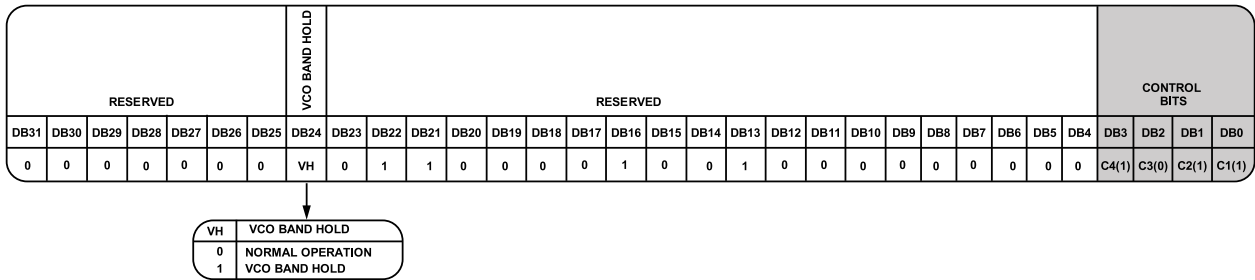 VCO BAND HOLD
RESERVED RESERVED CONTROL
BITS
DB31 DB30 DB29 DB28 DB27 DB26 DB25 DB24 DB23 DB22 DB21 DB20 DB19 DB18 DB17 DB16 DB15 DB14 DB13 DB12 DB11 DB10 DB9 DB8 DB7 DB6 DB5 DB4 DB3 DB2 DB1 DB0
0 0 0 0 0 0 0 VH 0 1 1 0 0 0 0 1 0 0 1 0 0 0 0 0 0 0 0 0 C4(1) C3(0) C2(1) C1(1)
VH VCO BAND HOLD
0 NORMAL OPERATION
1 VCO BAND HOLD